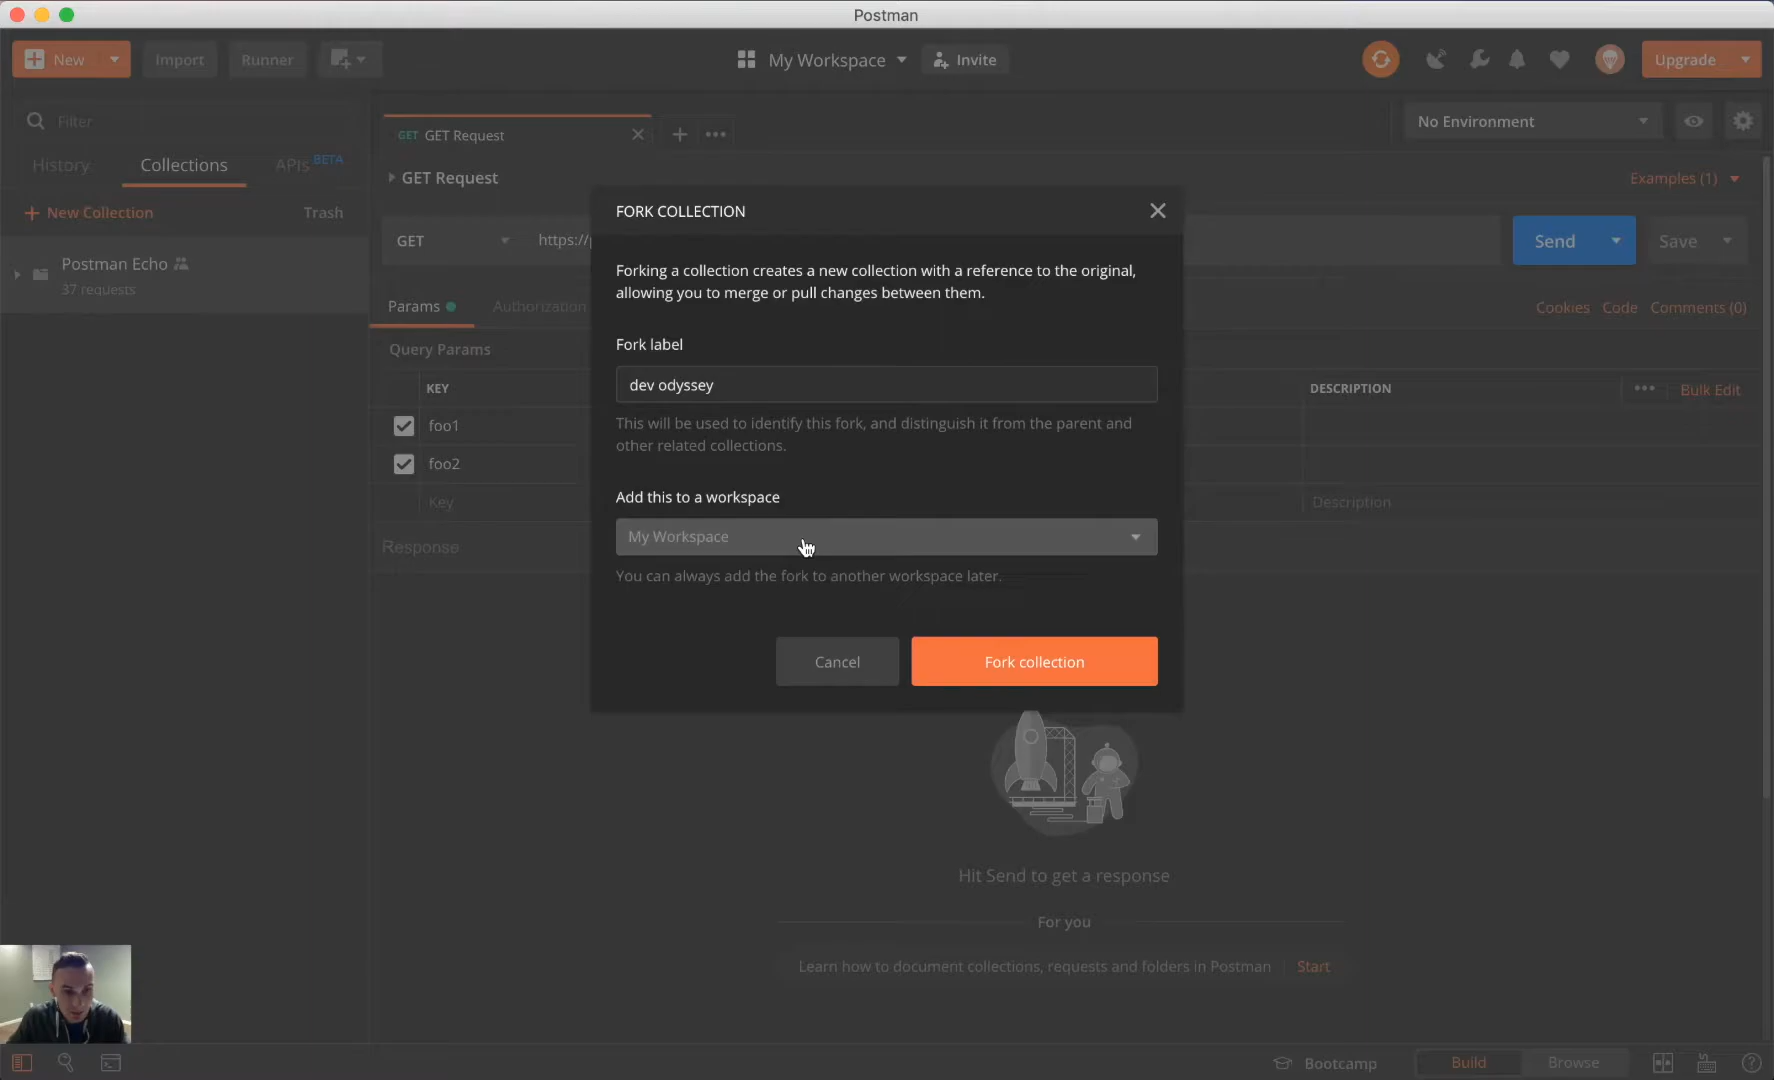 Postman
New
Import
Runner
My Workspace
Invite
Upgrade
Filter
GET GET Request
No Environment
History
Collections
APIs BETA
GET Request
Examples (1)
+ New Collection
Trash
FORK COLLECTION
GET
https://
Send
Save
Postman Echo
37 requests
Forking a collection creates a new collection with a reference to the original,
allowing you to merge or pull changes between them.
Params
Authorization
Cookies
Code
Comments (0)
Fork label
Query Params
dev odyssey
KEY
DESCRIPTION
Bulk Edit
foo1
This will be used to identify this fork, and distinguish it from the parent and
other related collections.
foo2
Add this to a workspace
Key
Description
My Workspace
Response
You can always add the fork to another workspace later.
Cancel
Fork collection
Hit Send to get a response
For you
Learn how to document collections, requests and folders in Postman
Start
Bootcamp
Build
Browse